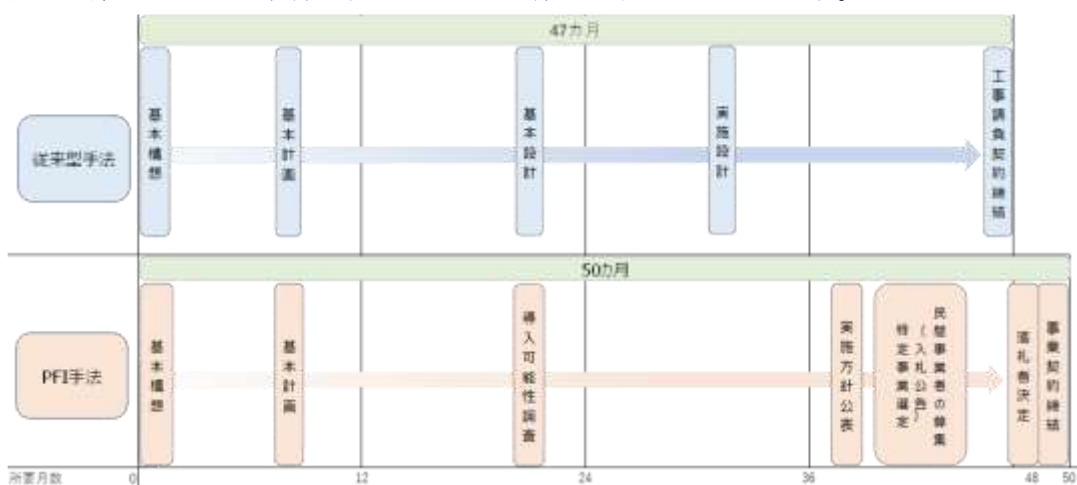 47カ月
従来型手法
基本構想
基本計画
基本設計
実施設計
工事請負契約締結
50カ月
PFI手法
基本構想
基本計画
導入可能性調査
実施方針公表
民間事業者の募集
(入札公告)
特定事業選定
落札者決定
事業契約締結
所要月数
0
12
24
36
48
50